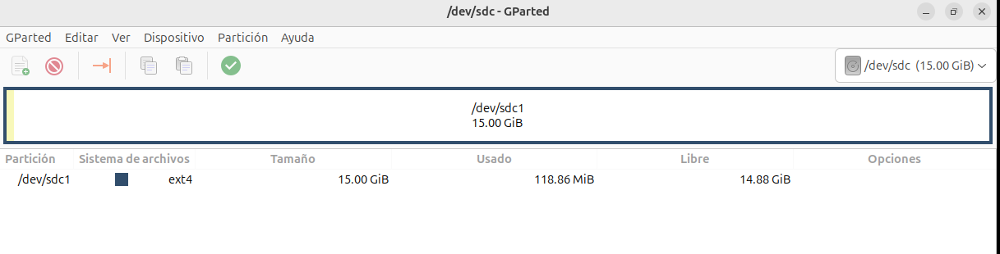 /dev/sdc - GParted
GParted Editar Ver Dispositivo Partición Ayuda
/dev/sdc (15.00 GiB)
/dev/sdc1
15.00 GiB
Partición Sistema de archivos Tamaño Usado Libre Opciones
/dev/sdc1 ext4 15.00 GiB 118.86 MiB 14.88 GiB